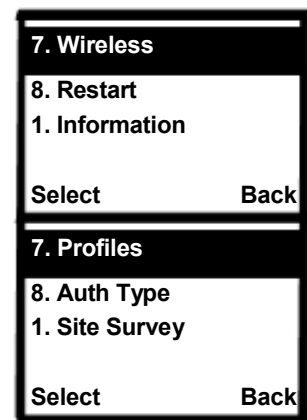 7. Wireless
8. Restart
1. Information
Select Back
7. Profiles
8. Auth Type
1. Site Survey
Select Back